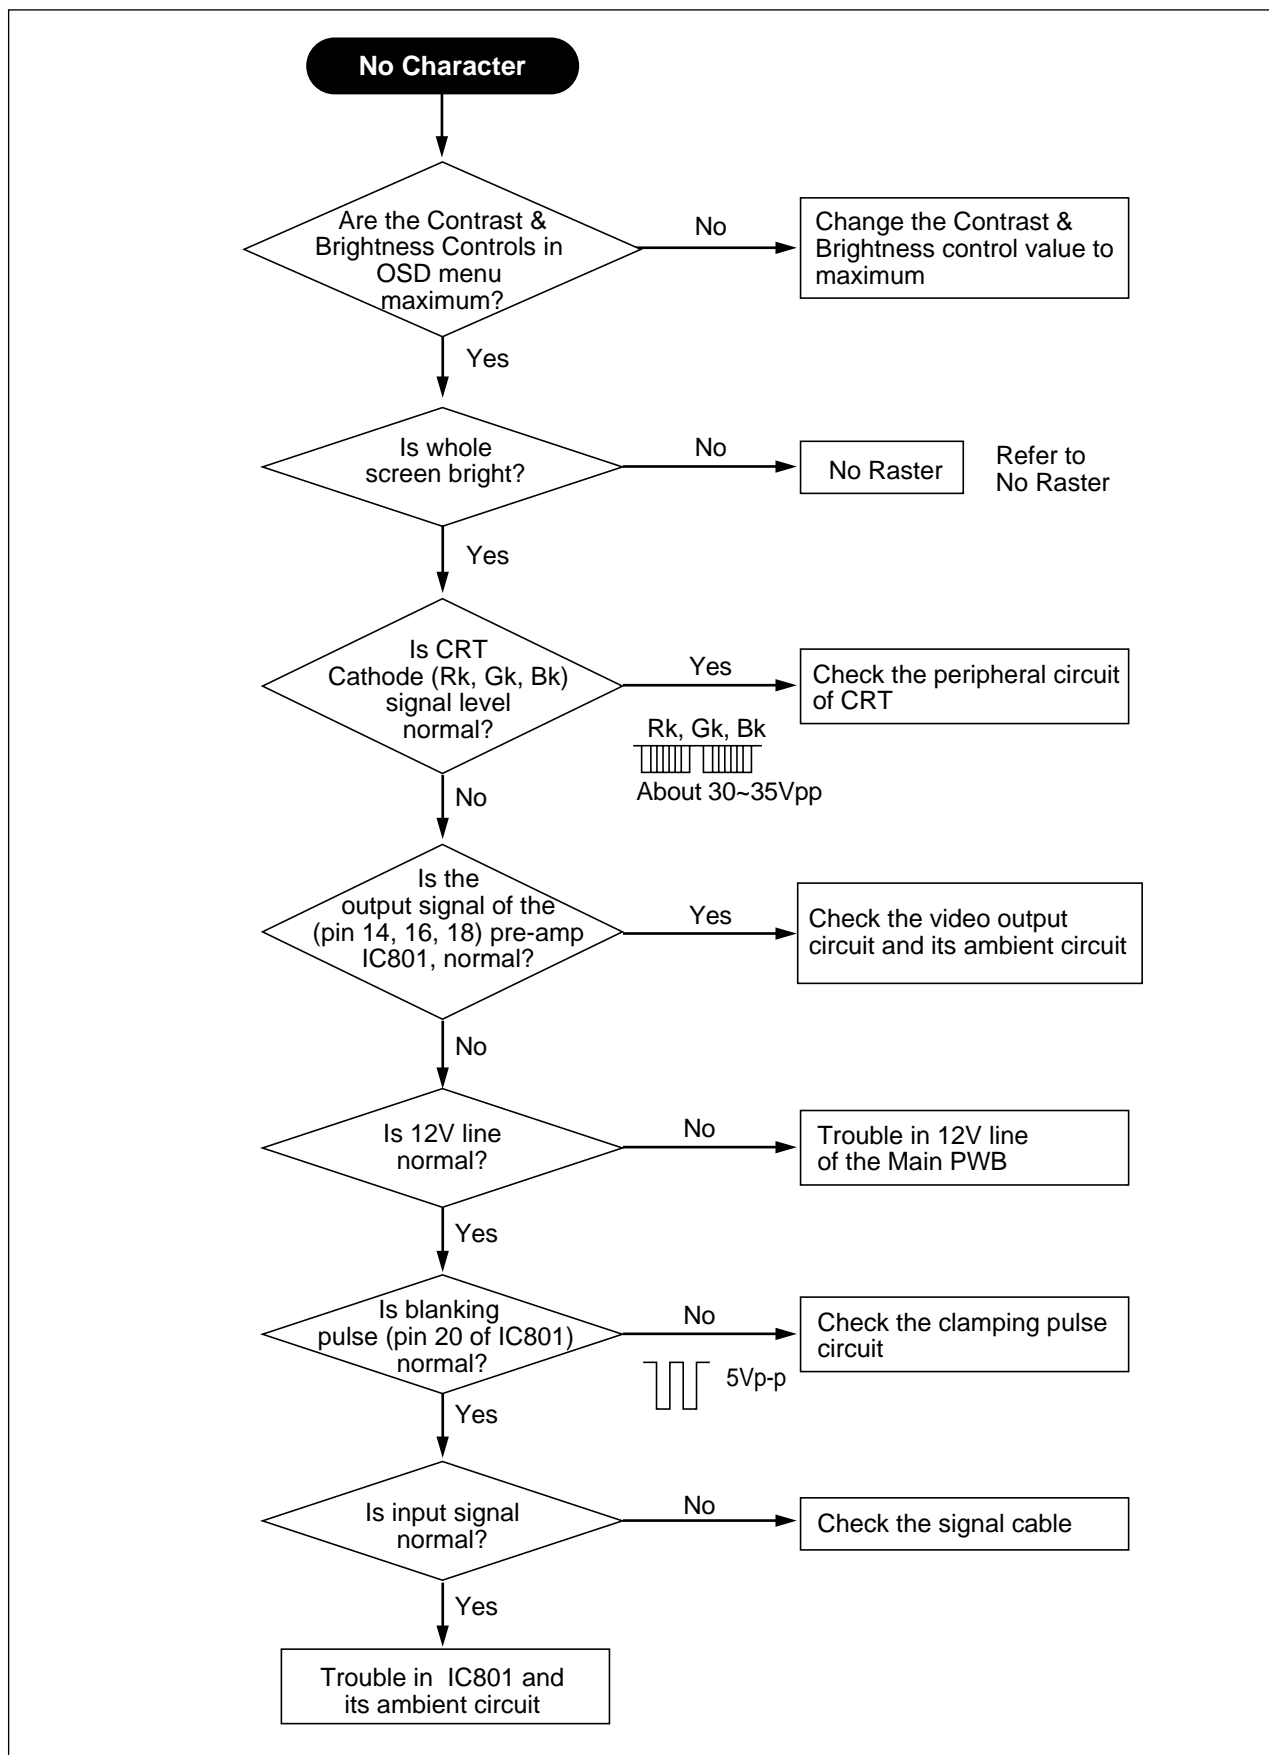 No Character
Are the Contrast &
Brightness Controls in
OSD menu
maximum?
No
Change the Contrast &
Brightness control value to
maximum
Yes
Is whole
screen bright?
No
No Raster
Refer to
No Raster
Yes
Is CRT
Cathode (Rk, Gk, Bk)
signal level
normal?
Yes
Check the peripheral circuit
of CRT
Rk, Gk, Bk
About 30~35Vpp
No
Is the
output signal of the
(pin 14, 16, 18) pre-amp
IC801, normal?
Yes
Check the video output
circuit and its ambient circuit
No
Is 12V line
normal?
No
Trouble in 12V line
of the Main PWB
Yes
Is blanking
pulse (pin 20 of IC801)
normal?
No
Check the clamping pulse
circuit
5Vp-p
Yes
Is input signal
normal?
No
Check the signal cable
Yes
Trouble in IC801 and
its ambient circuit